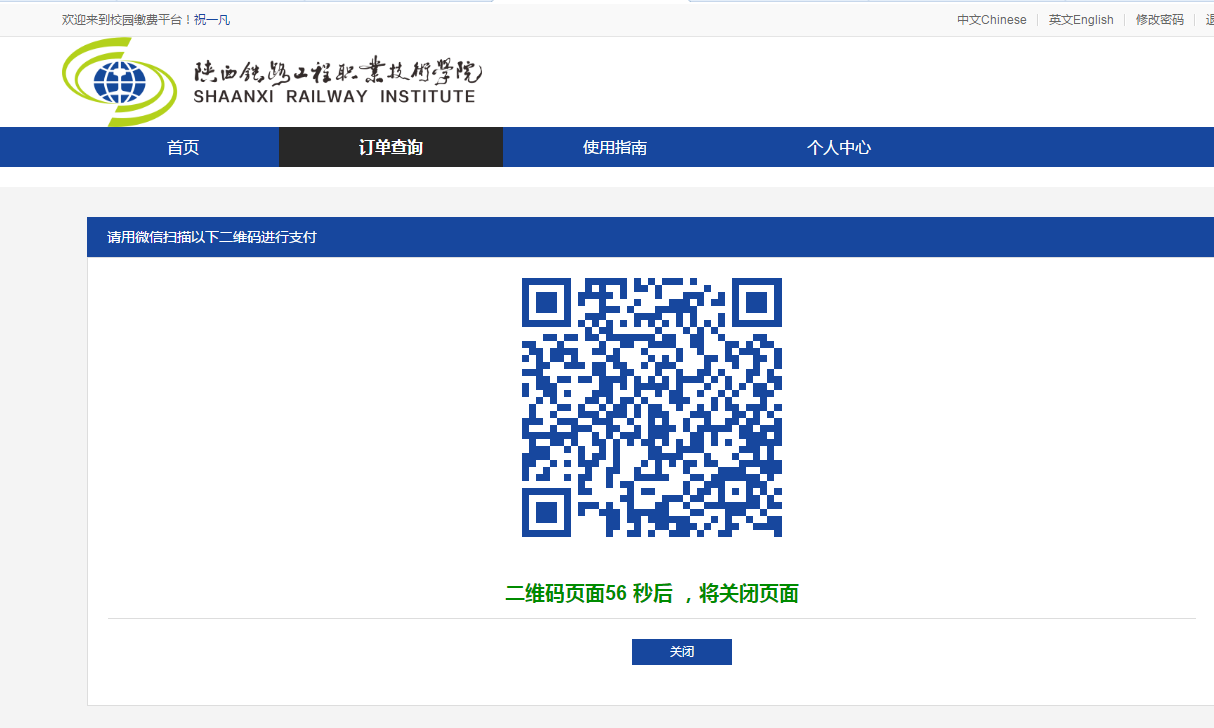 欢迎来到校园缴费平台！祝一凡
中文Chinese 英文English 修改密码
陕西铁路工程职业技術學院
SHAANXI RAILWAY INSTITUTE
首页 订单查询 使用指南 个人中心
请用微信扫描以下二维码进行支付
二维码页面56 秒后 ，将关闭页面
关闭